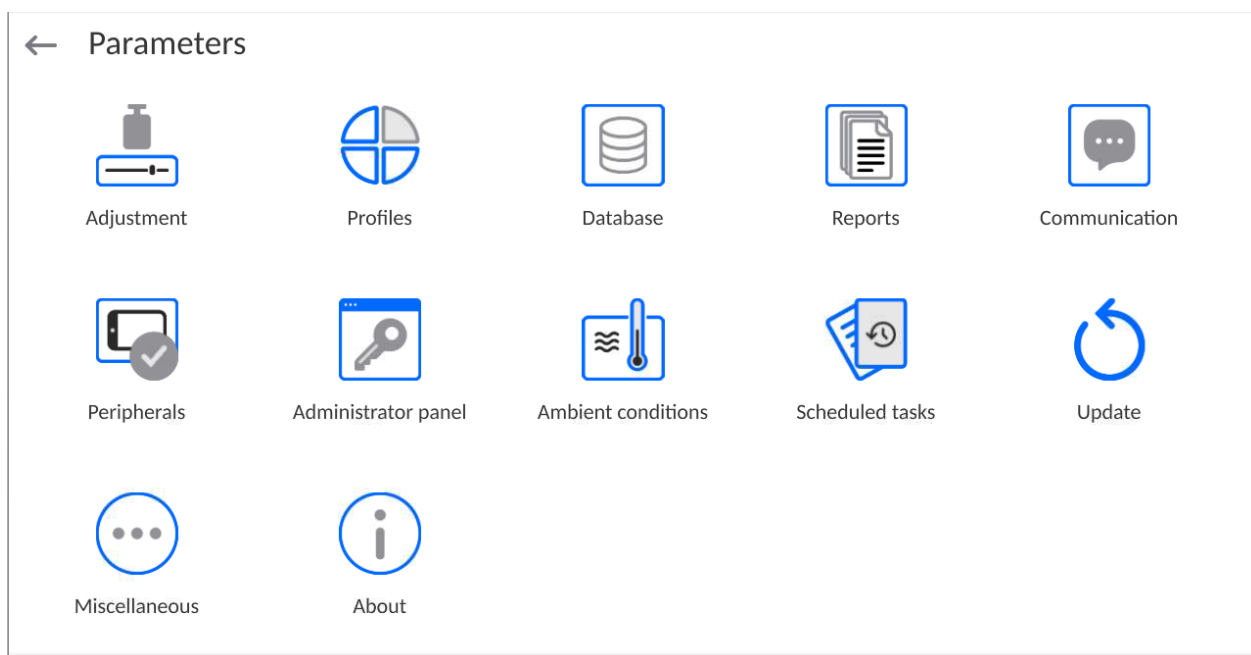 Parameters
Adjustment
Profiles
Database
Reports
Communication
Peripherals
Administrator panel
Ambient conditions
Scheduled tasks
Update
Miscellaneous
About